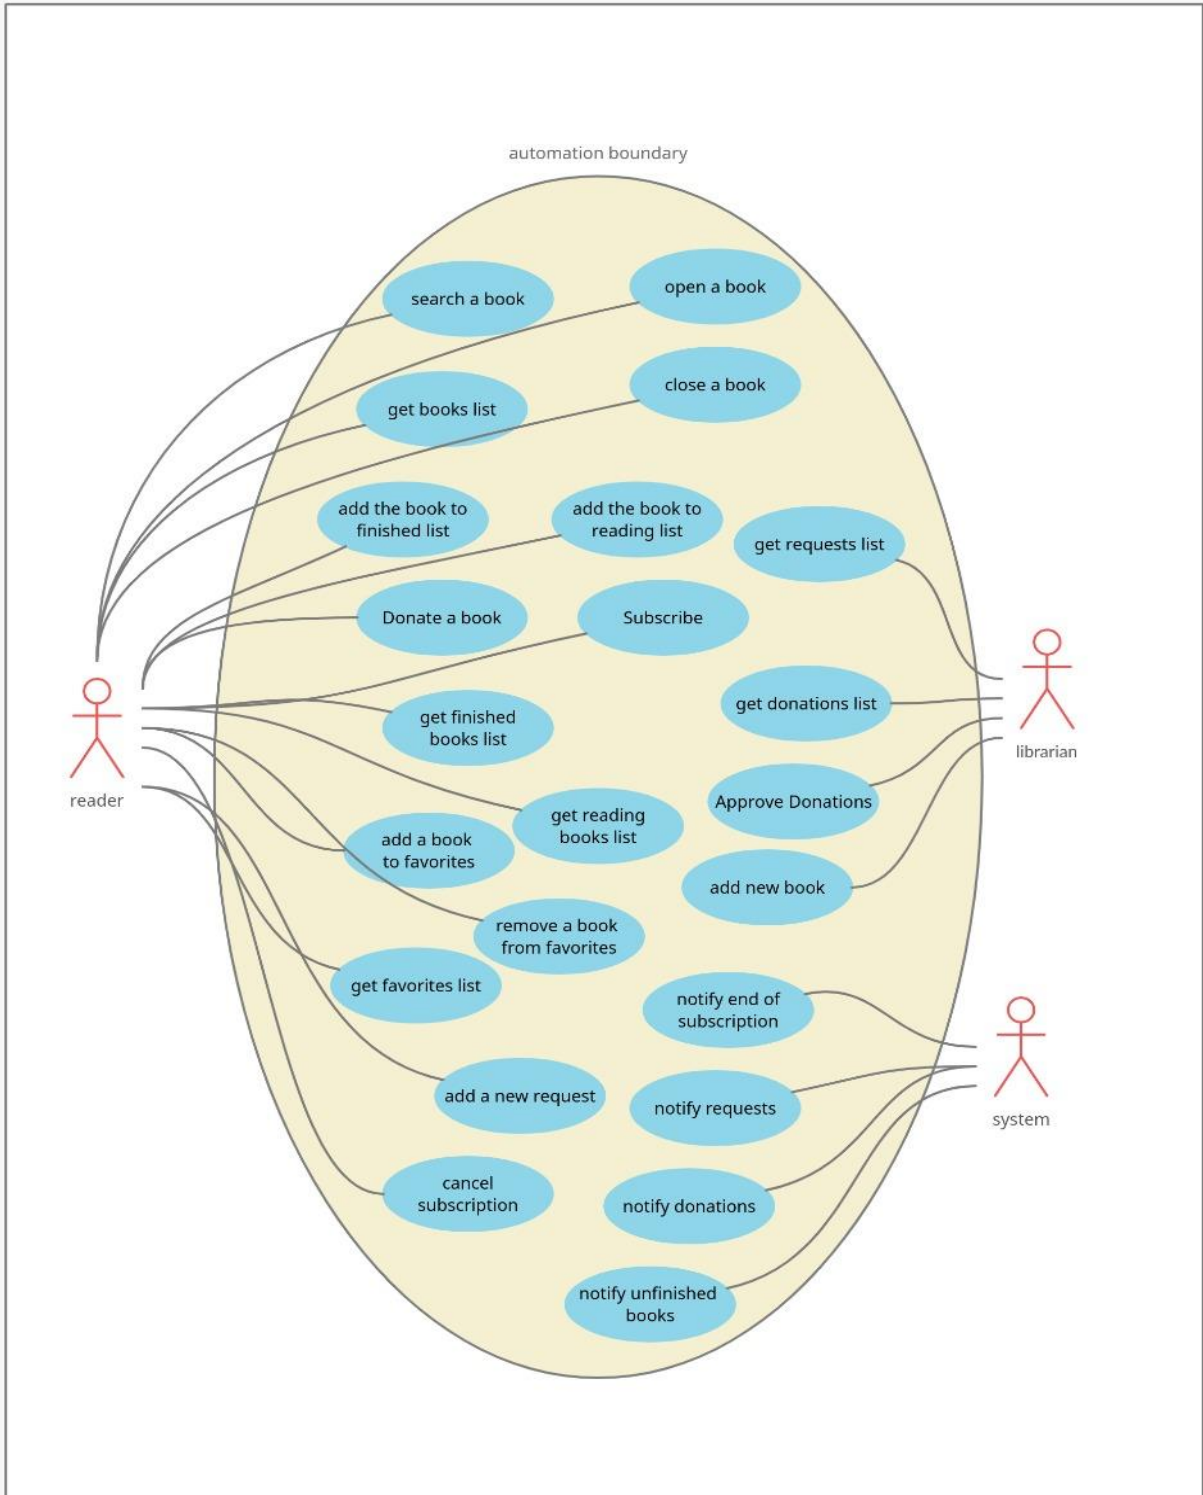 automation boundary
search a book
open a book
get books list
close a book
add the book to
finished list
add the book to
reading list
get requests list
Donate a book
Subscribe
get donations list
get finished
books list
librarian
reader
Approve Donations
get reading
books list
add a book
to favorites
add new book
remove a book
from favorites
get favorites list
notify end of
subscription
add a new request
notify requests
system
cancel
subscription
notify donations
notify unfinished
books